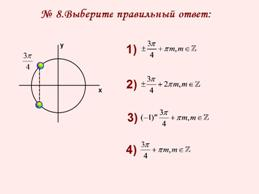 № 8.Выберите правильный ответ:
y
3π/4
x
1) ± 3π/4 + πm, m ∈ ℤ
2) ± 3π/4 + 2πm, m ∈ ℤ
3) (−1)ᵐ 3π/4 + πm, m ∈ ℤ
4) 3π/4 + πm, m ∈ ℤ